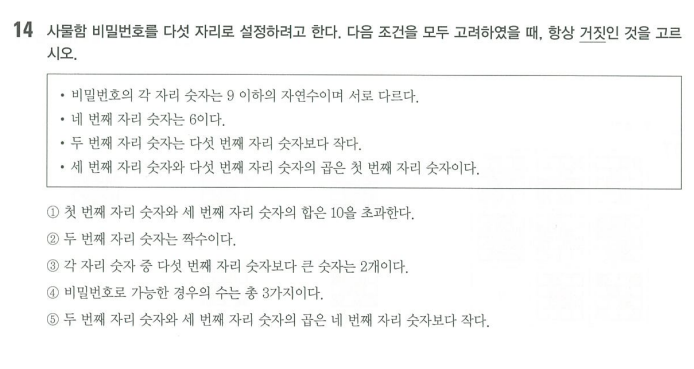 14 사물함 비밀번호를 다섯 자리로 설정하려고 한다. 다음 조건을 모두 고려하였을 때, 항상 거짓인 것을 고르
시오.
• 비밀번호의 각 자리 숫자는 9 이하의 자연수이며 서로 다르다.
• 네 번째 자리 숫자는 6이다.
• 두 번째 자리 숫자는 다섯 번째 자리 숫자보다 작다.
• 세 번째 자리 숫자와 다섯 번째 자리 숫자의 곱은 첫 번째 자리 숫자이다.
① 첫 번째 자리 숫자와 세 번째 자리 숫자의 합은 10을 초과한다.
② 두 번째 자리 숫자는 짝수이다.
③ 각 자리 숫자 중 다섯 번째 자리 숫자보다 큰 숫자는 2개이다.
④ 비밀번호로 가능한 경우의 수는 총 3가지이다.
⑤ 두 번째 자리 숫자와 세 번째 자리 숫자의 곱은 네 번째 자리 숫자보다 작다.